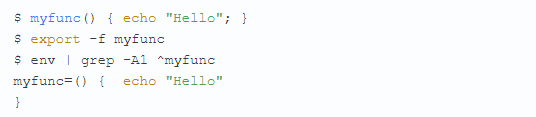 $ myfunc() { echo "Hello"; }
$ export -f myfunc
$ env | grep -A1 ^myfunc
myfunc=() {  echo "Hello"
}